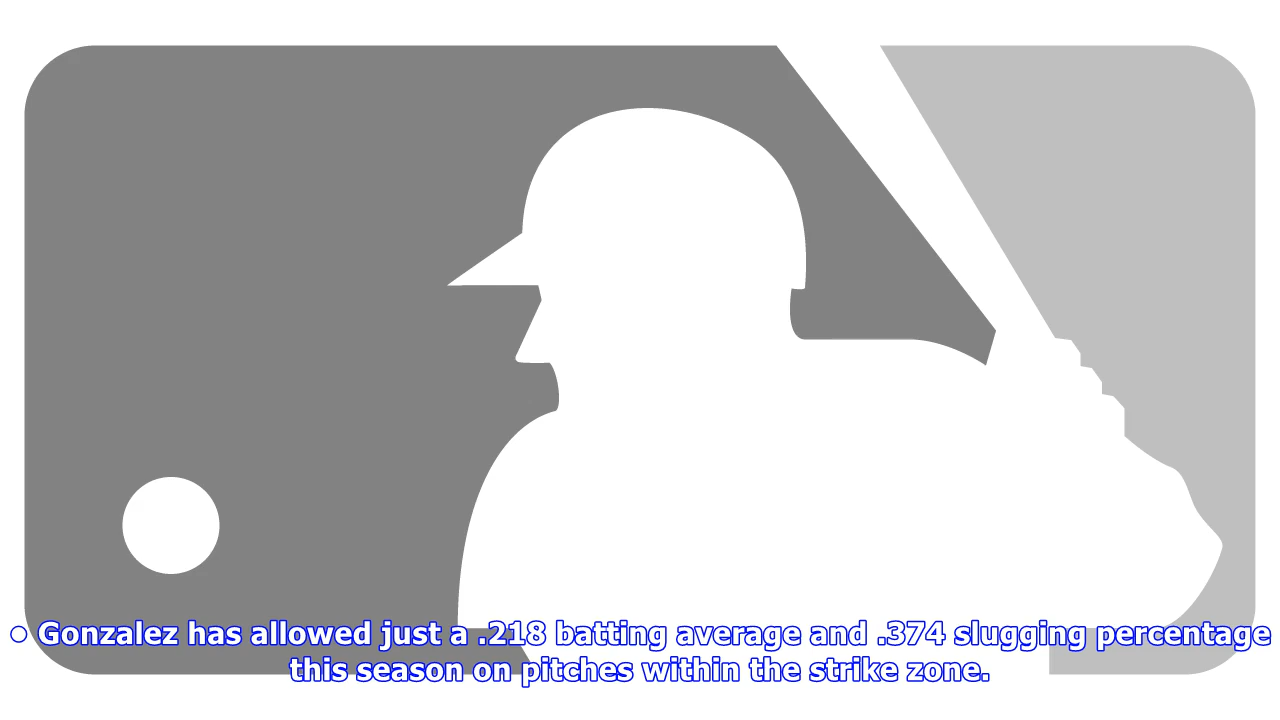 • Gonzalez has allowed just a .218 batting average and .374 slugging percentage
this season on pitches within the strike zone.